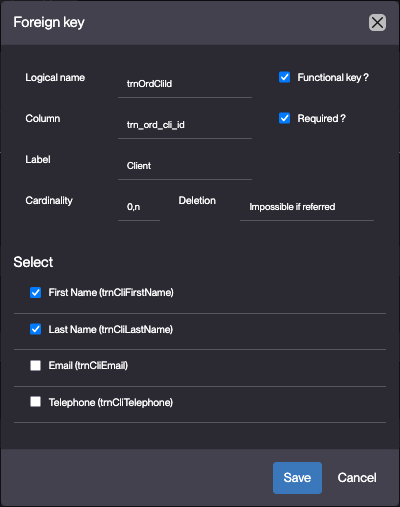 Foreign key
Logical name trnOrdCliId Functional key ?
Column trn_ord_cli_id Required ?
Label Client
Cardinality 0,n Deletion Impossible if referred
Select
First Name (trnCliFirstName)
Last Name (trnCliLastName)
Email (trnCliEmail)
Telephone (trnCliTelephone)
Save Cancel